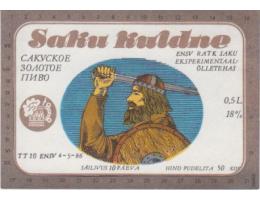 Saku Kuldne
САКУСКОЕ
ЗОЛОТОЕ
ПИВО
ENSV RATK SAKU
EKSPERIMENTAAL-
ÕLLETEHAS
0,5 L
18%
TT 10 ENSV 4-5-86
SÄILIVUS 10 PÄEVA
HIND PUDELITA 50 KOP